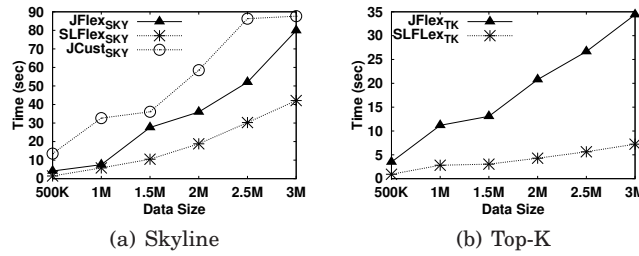 JFlexSKY
SLFlexSKY
JCustSKY
Time (sec)
90
80
70
60
50
40
30
20
10
0
500K 1M 1.5M 2M 2.5M 3M
Data Size
(a) Skyline
JFlexTK
SLFLexTK
Time (sec)
35
30
25
20
15
10
5
0
500K 1M 1.5M 2M 2.5M 3M
Data Size
(b) Top-K